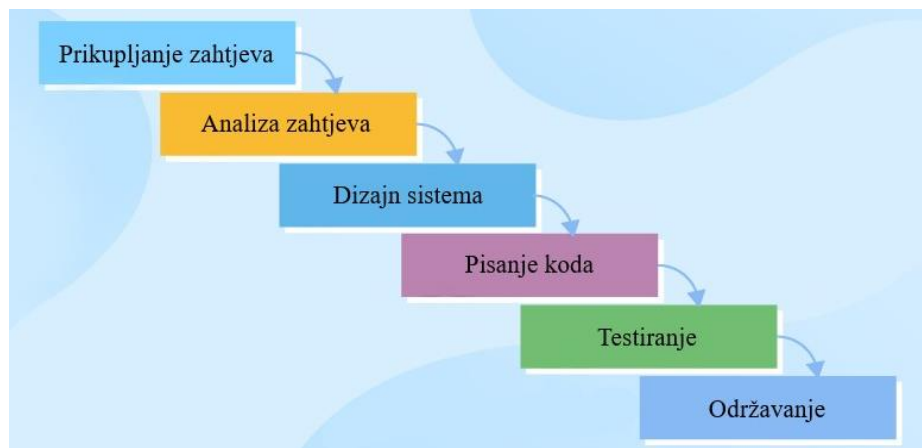 Prikupljanje zahtjeva
Analiza zahtjeva
Dizajn sistema
Pisanje koda
Testiranje
Održavanje